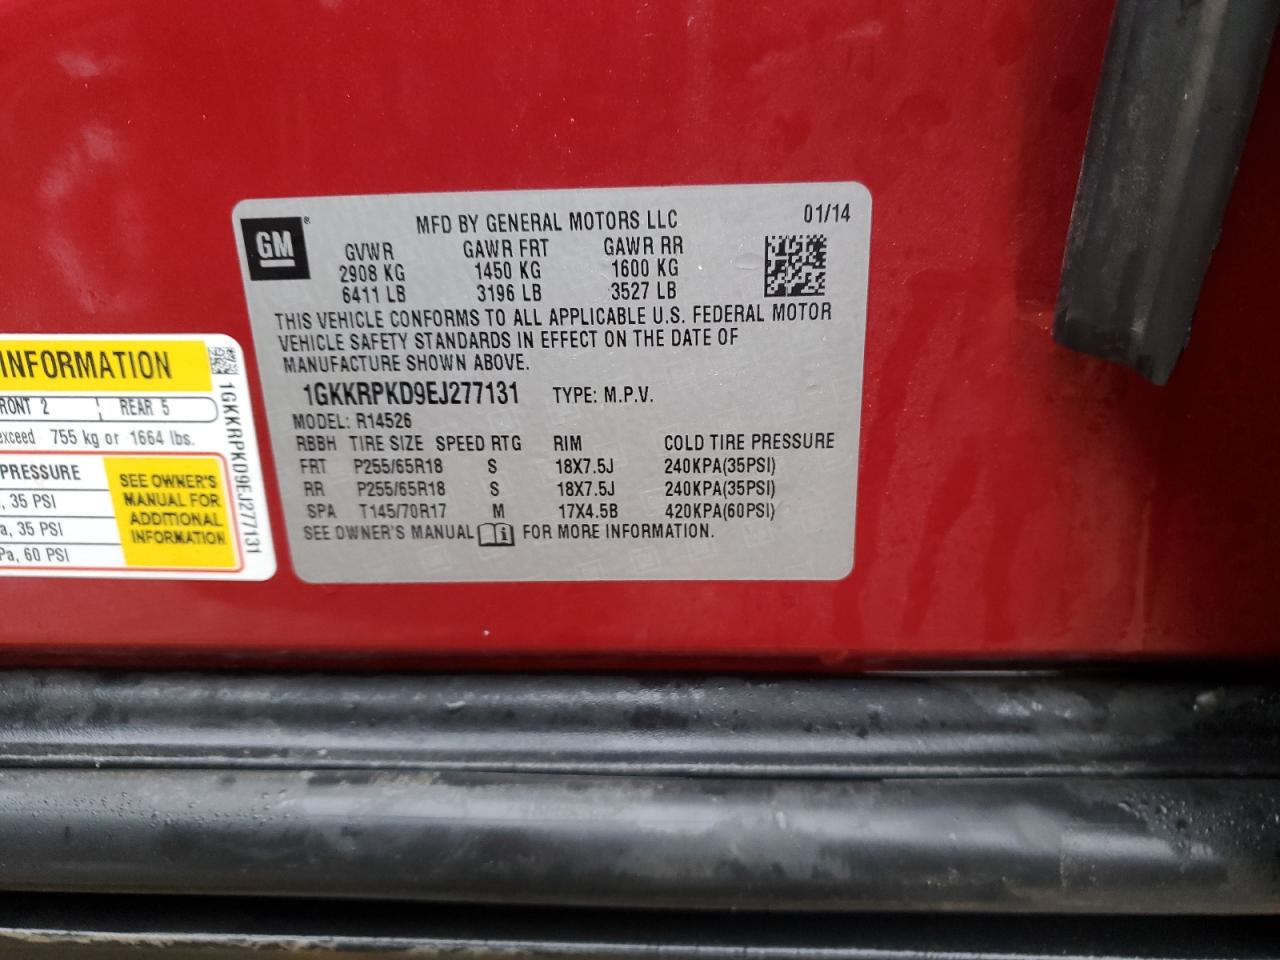 GM ®
MFD BY GENERAL MOTORS LLC 01/14
GVWR GAWR FRT GAWR RR
2908 KG 1450 KG 1600 KG
6411 LB 3196 LB 3527 LB
THIS VEHICLE CONFORMS TO ALL APPLICABLE U.S. FEDERAL MOTOR
VEHICLE SAFETY STANDARDS IN EFFECT ON THE DATE OF
MANUFACTURE SHOWN ABOVE.
1GKKRPKD9EJ277131 TYPE: M.P.V.
MODEL: R14526
RBBH TIRE SIZE SPEED RTG RIM COLD TIRE PRESSURE
FRT P255/65R18 S 18X7.5J 240KPA(35PSI)
RR P255/65R18 S 18X7.5J 240KPA(35PSI)
SPA T145/70R17 M 17X4.5B 420KPA(60PSI)
SEE OWNER'S MANUAL i FOR MORE INFORMATION.
INFORMATION
RONT 2 REAR 5
xceed 755 kg or 1664 lbs.
PRESSURE
, 35 PSI
a, 35 PSI
Pa, 60 PSI
SEE OWNER'S
MANUAL FOR
ADDITIONAL
INFORMATION
1GKKRPKD9EJ277131